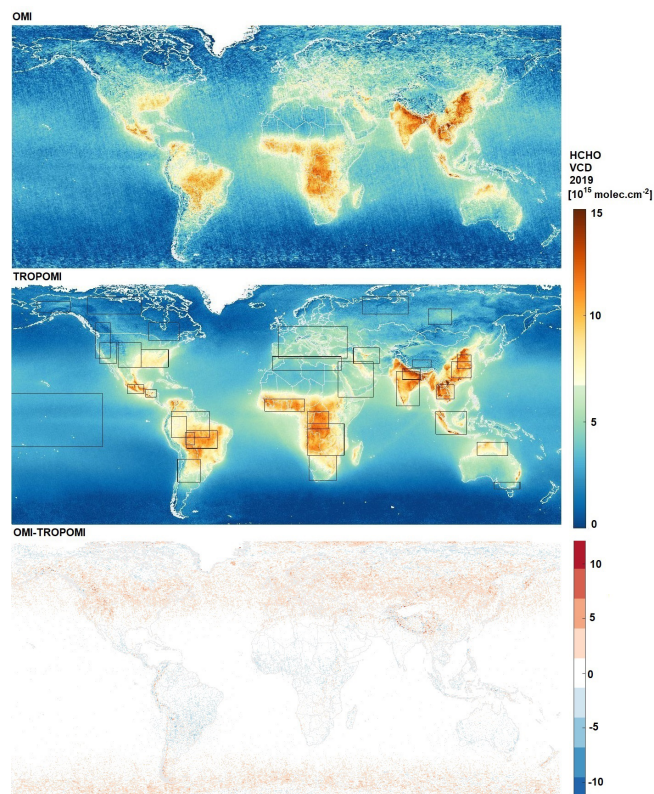 OMI
HCHO
VCD
2019
[10¹⁵ molec.cm⁻²]
15
10
5
0
TROPOMI
OMI-TROPOMI
10
5
0
-5
-10